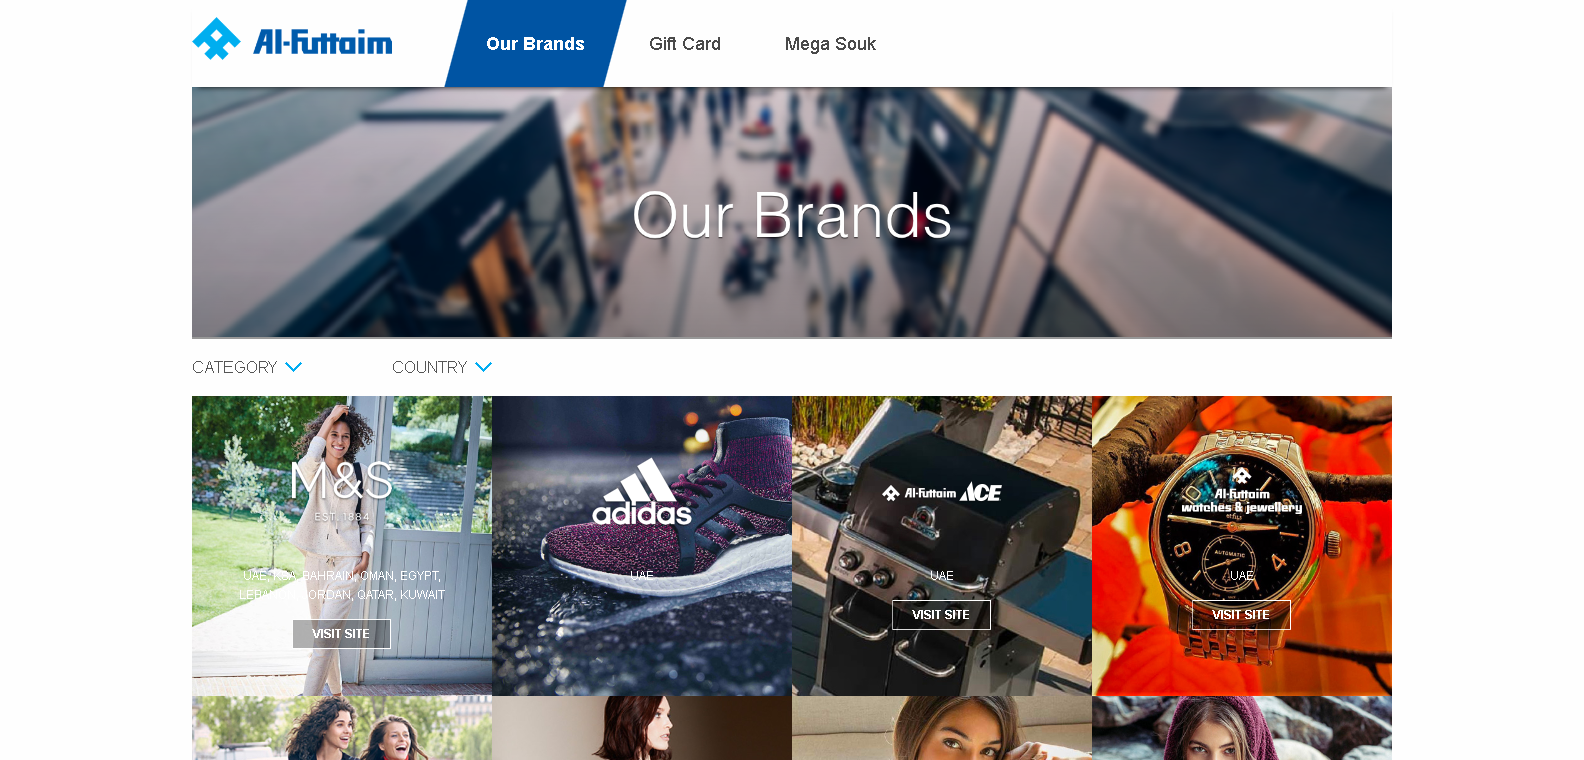 Al-Futtaim
Our Brands
Gift Card
Mega Souk
Our Brands
CATEGORY
COUNTRY
M&S
EST. 1884
UAE, KSA, BAHRAIN, OMAN, EGYPT,
LEBANON, JORDAN, QATAR, KUWAIT
VISIT SITE
adidas
UAE
Al-Futtaim ACE
UAE
VISIT SITE
Al-Futtaim
watches & jewellery
AUTOMATIC
UAE
VISIT SITE